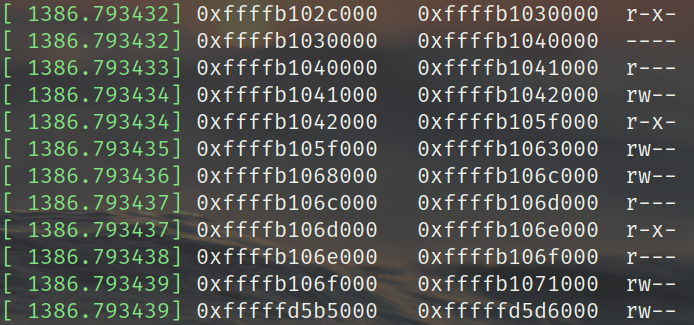 [ 1386.793432] 0xffffb102c000 0xffffb1030000 r-x-
[ 1386.793432] 0xffffb1030000 0xffffb1040000 ----
[ 1386.793433] 0xffffb1040000 0xffffb1041000 r---
[ 1386.793434] 0xffffb1041000 0xffffb1042000 rw--
[ 1386.793434] 0xffffb1042000 0xffffb105f000 r-x-
[ 1386.793435] 0xffffb105f000 0xffffb1063000 rw--
[ 1386.793436] 0xffffb1068000 0xffffb106c000 rw--
[ 1386.793437] 0xffffb106c000 0xffffb106d000 r---
[ 1386.793437] 0xffffb106d000 0xffffb106e000 r-x-
[ 1386.793438] 0xffffb106e000 0xffffb106f000 r---
[ 1386.793439] 0xffffb106f000 0xffffb1071000 rw--
[ 1386.793439] 0xfffffd5b5000 0xfffffd5d6000 rw--